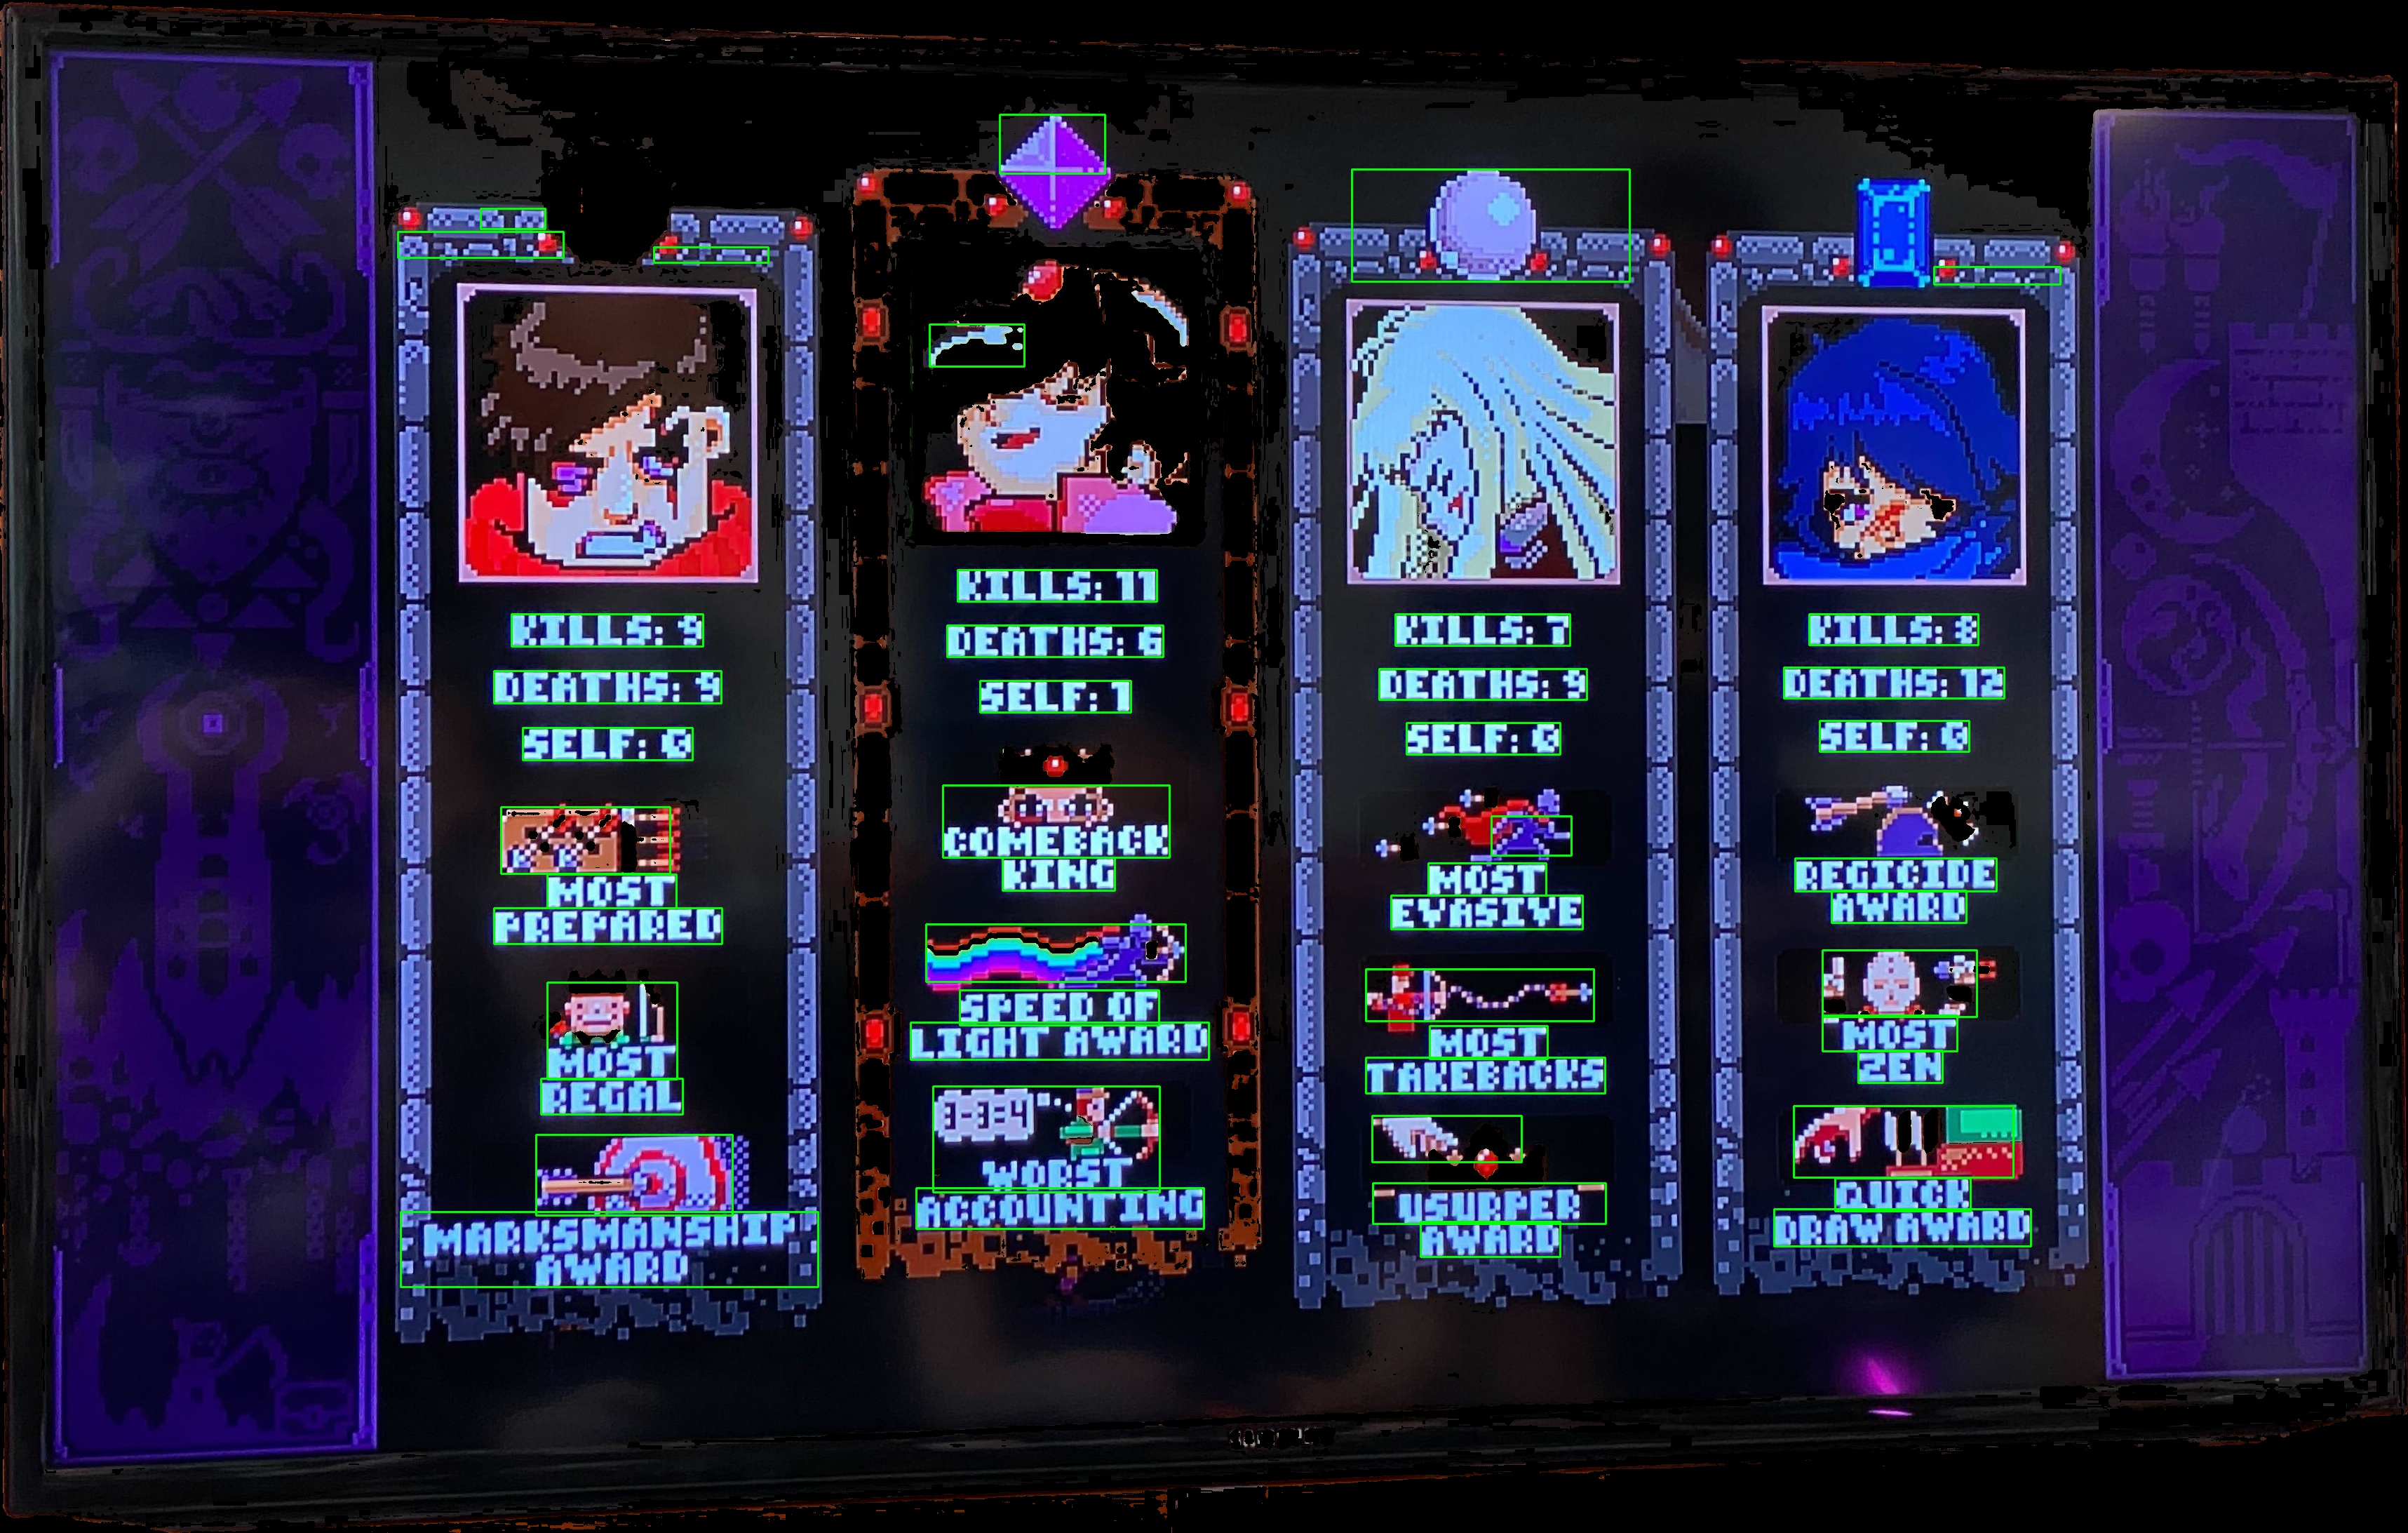 KILLS: 9
DEATHS: 9
SELF: 0
MOST
PREPARED
MOST
REGAL
MARKSMANSHIP
AWARD
KILLS: 11
DEATHS: 6
SELF: 1
COMEBACK
KING
SPEED OF
LIGHT AWARD
WORST
ACCOUNTING
KILLS: 7
DEATHS: 9
SELF: 0
MOST
EVASIVE
MOST
TAKEBACKS
USURPER
AWARD
KILLS: 8
DEATHS: 12
SELF: 0
REGICIDE
AWARD
MOST
ZEN
QUICK
DRAW AWARD